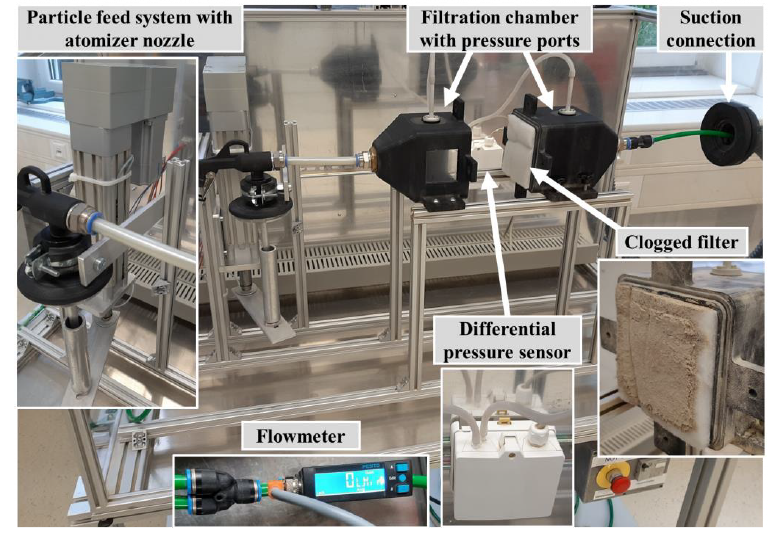 Particle feed system with
atomizer nozzle
Filtration chamber
with pressure ports
Suction
connection
Clogged filter
Differential
pressure sensor
Flowmeter
FESTO